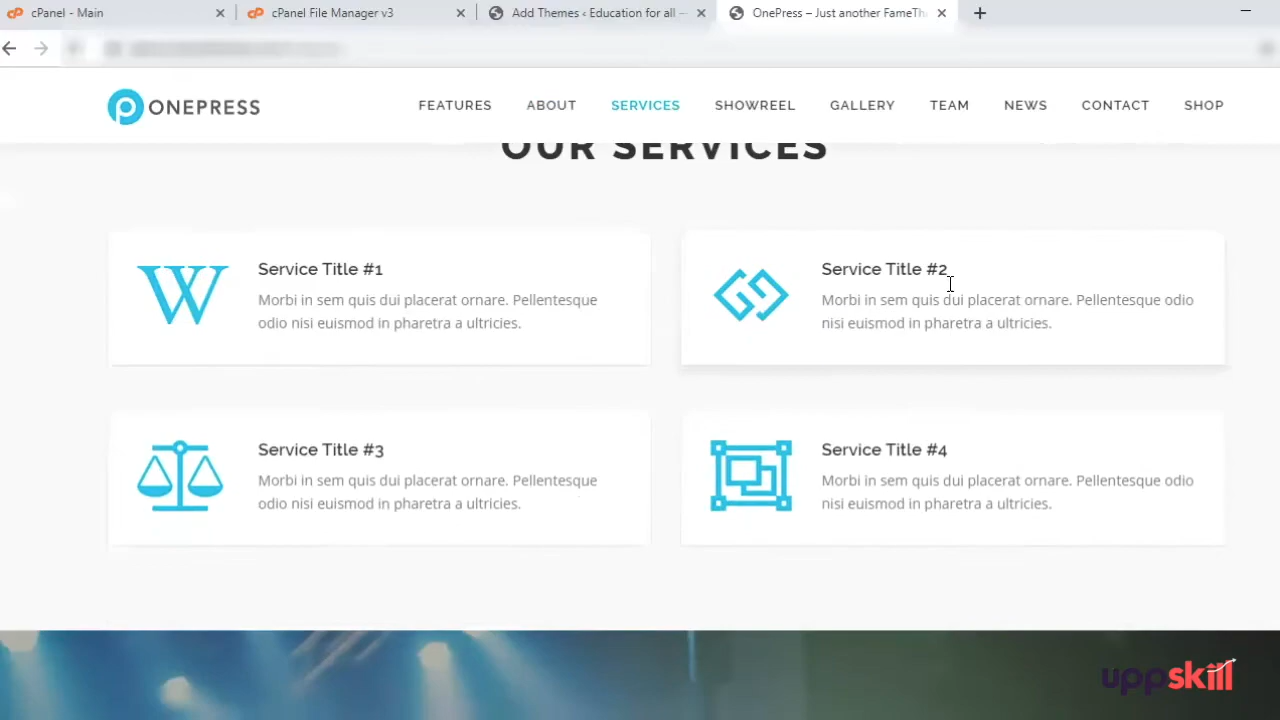 cPanel - Main
cPanel File Manager v3
Add Themes ‹ Education for all —
OnePress – Just another FameTh
ONEPRESS
FEATURES ABOUT SERVICES SHOWREEL GALLERY TEAM NEWS CONTACT SHOP
OUR SERVICES
Service Title #1
Morbi in sem quis dui placerat ornare. Pellentesque
odio nisi euismod in pharetra a ultricies.
Service Title #2
Morbi in sem quis dui placerat ornare. Pellentesque odio
nisi euismod in pharetra a ultricies.
Service Title #3
Morbi in sem quis dui placerat ornare. Pellentesque
odio nisi euismod in pharetra a ultricies.
Service Title #4
Morbi in sem quis dui placerat ornare. Pellentesque odio
nisi euismod in pharetra a ultricies.
uppskill